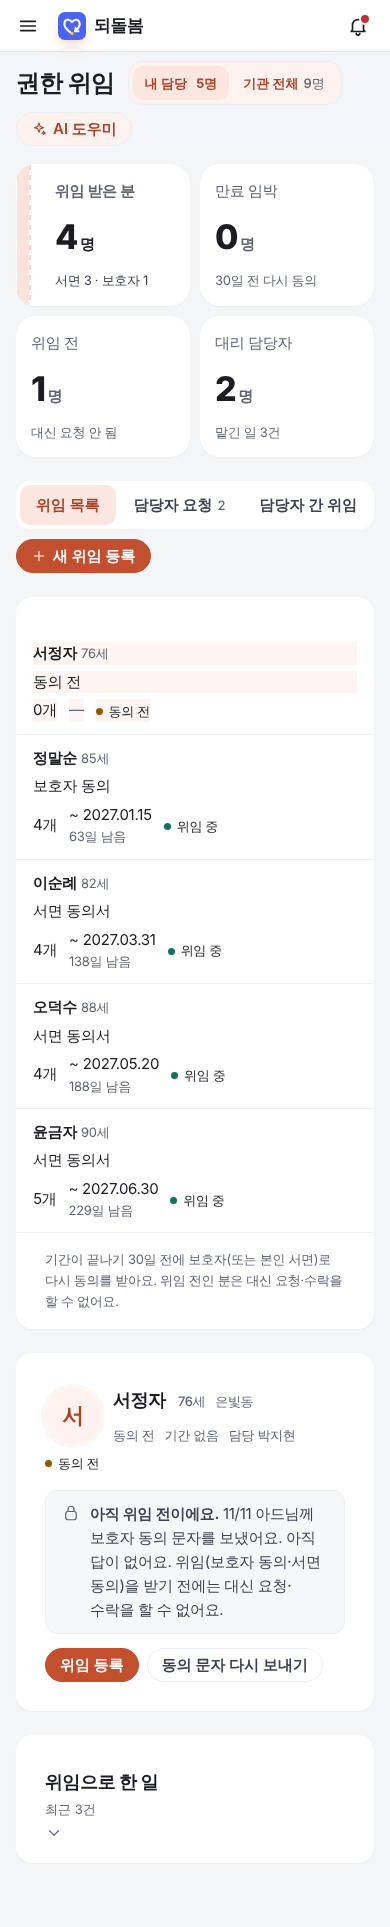 되돌봄
권한 위임
내 담당 5명 기관 전체 9명
AI 도우미
위임 받은 분
4명
서면 3 · 보호자 1
만료 임박
0명
30일 전 다시 동의
위임 전
1명
대신 요청 안 됨
대리 담당자
2명
맡긴 일 3건
위임 목록 담당자 요청 2 담당자 간 위임
+ 새 위임 등록
서정자 76세
동의 전
0개 — 동의 전
정말순 85세
보호자 동의
4개 ~ 2027.01.15 위임 중
63일 남음
이순례 82세
서면 동의서
4개 ~ 2027.03.31 위임 중
138일 남음
오덕수 88세
서면 동의서
4개 ~ 2027.05.20 위임 중
188일 남음
윤금자 90세
서면 동의서
5개 ~ 2027.06.30 위임 중
229일 남음
기간이 끝나기 30일 전에 보호자(또는 본인 서면)로
다시 동의를 받아요. 위임 전인 분은 대신 요청·수락을
할 수 없어요.
서
서정자 76세 은빛동
동의 전 기간 없음 담당 박지현
동의 전
아직 위임 전이에요. 11/11 아드님께
보호자 동의 문자를 보냈어요. 아직
답이 없어요. 위임(보호자 동의·서면
동의)을 받기 전에는 대신 요청·
수락을 할 수 없어요.
위임 등록 동의 문자 다시 보내기
위임으로 한 일
최근 3건